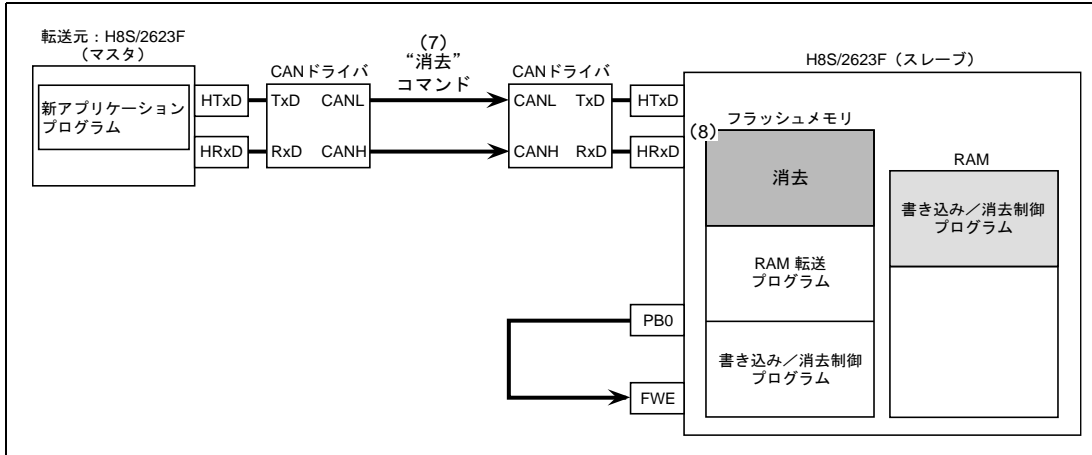 転送元：H8S/2623F
（マスタ）
新アプリケーション
プログラム
HTxD
HRxD
CANドライバ
TxD CANL
RxD CANH
（7）
“消去”
コマンド
CANドライバ
CANL TxD
CANH RxD
HTxD
HRxD
H8S/2623F（スレーブ）
（8）
フラッシュメモリ
消去
RAM 転送
プログラム
書き込み／消去制御
プログラム
RAM
書き込み／消去制御
プログラム
PB0
FWE